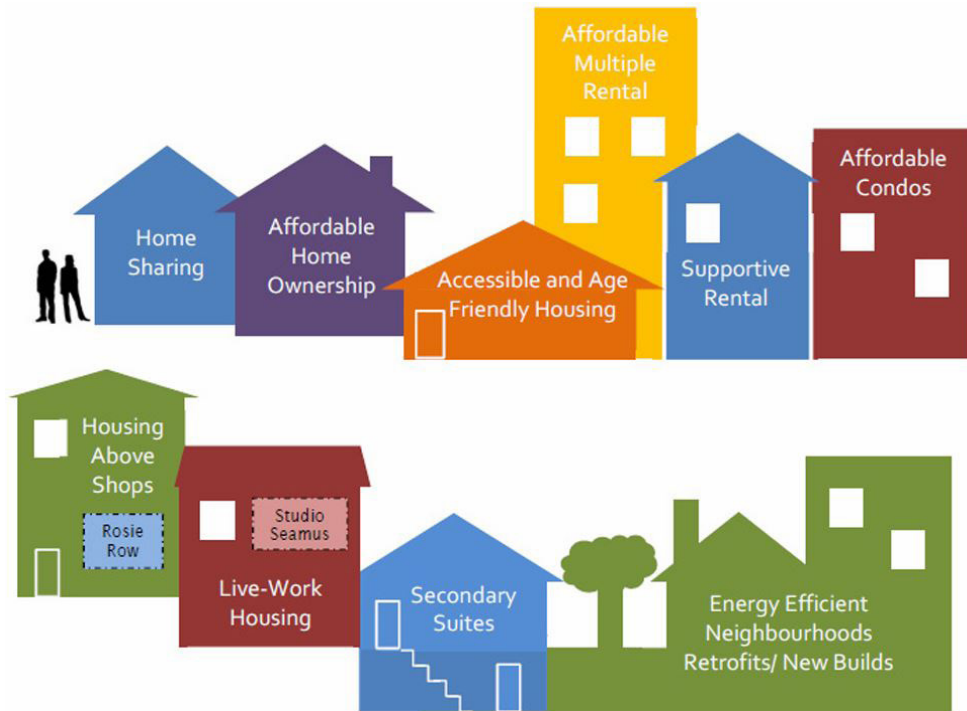 Affordable
Multiple
Rental
Affordable
Condos
Home
Sharing
Affordable
Home
Ownership
Accessible and Age
Friendly Housing
Supportive
Rental
Housing
Above
Shops
Rosie
Row
Studio
Seamus
Live-Work
Housing
Secondary
Suites
Energy Efficient
Neighbourhoods
Retrofits/ New Builds